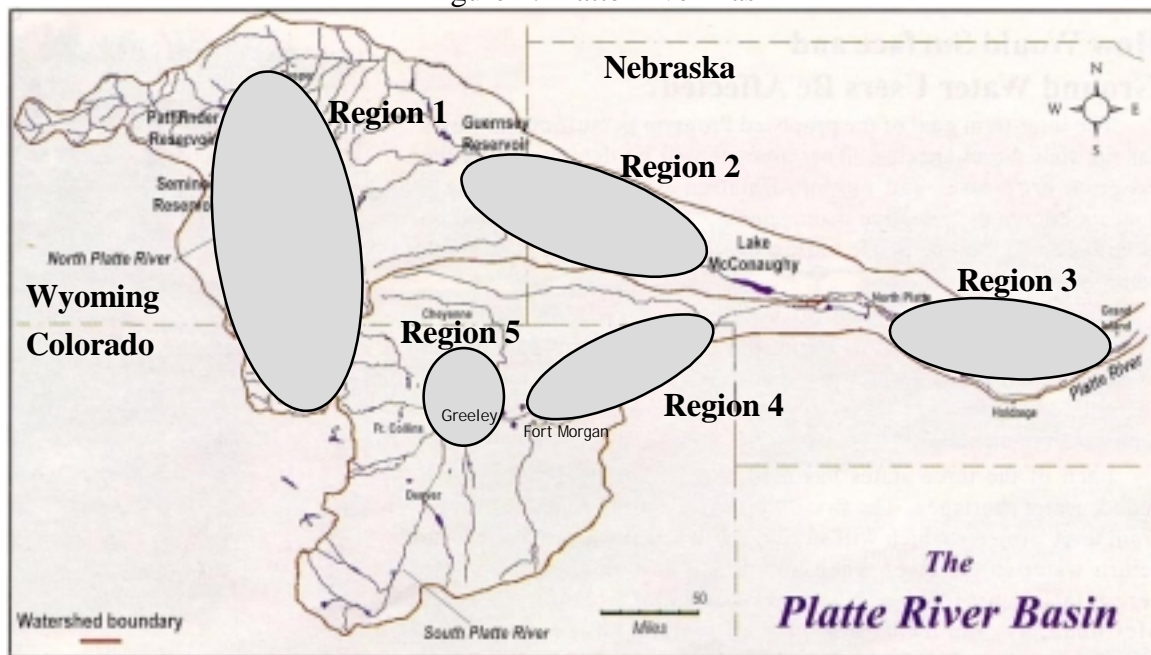 Nebraska
N
W
E
S
Region 1
Pathfinder
Reservoir
Guernsey
Reservoir
Region 2
Seminoe
Reservoir
Lake
McConaughy
North Platte River
Region 3
North Platte
Wyoming
Colorado
Cheyenne
Grand
Island
Region 5
Platte River
Region 4
Greeley
Ft. Collins
Fort Morgan
Holdrege
Denver
The
Platte River Basin
50
Miles
Watershed boundary
South Platte River